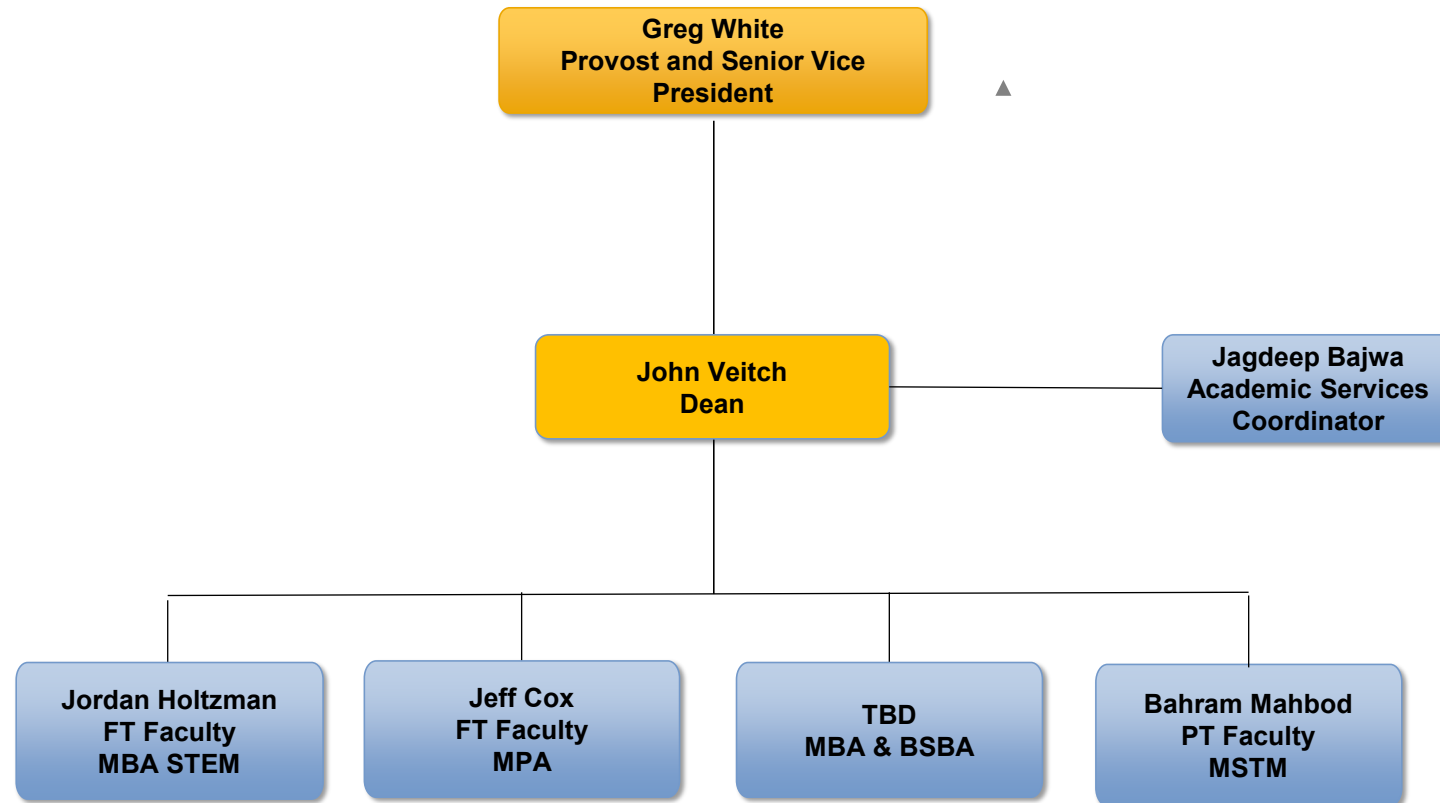 Greg White
Provost and Senior Vice
President
John Veitch
Dean
Jagdeep Bajwa
Academic Services
Coordinator
Jordan Holtzman
FT Faculty
MBA STEM
Jeff Cox
FT Faculty
MPA
TBD
MBA & BSBA
Bahram Mahbod
PT Faculty
MSTM